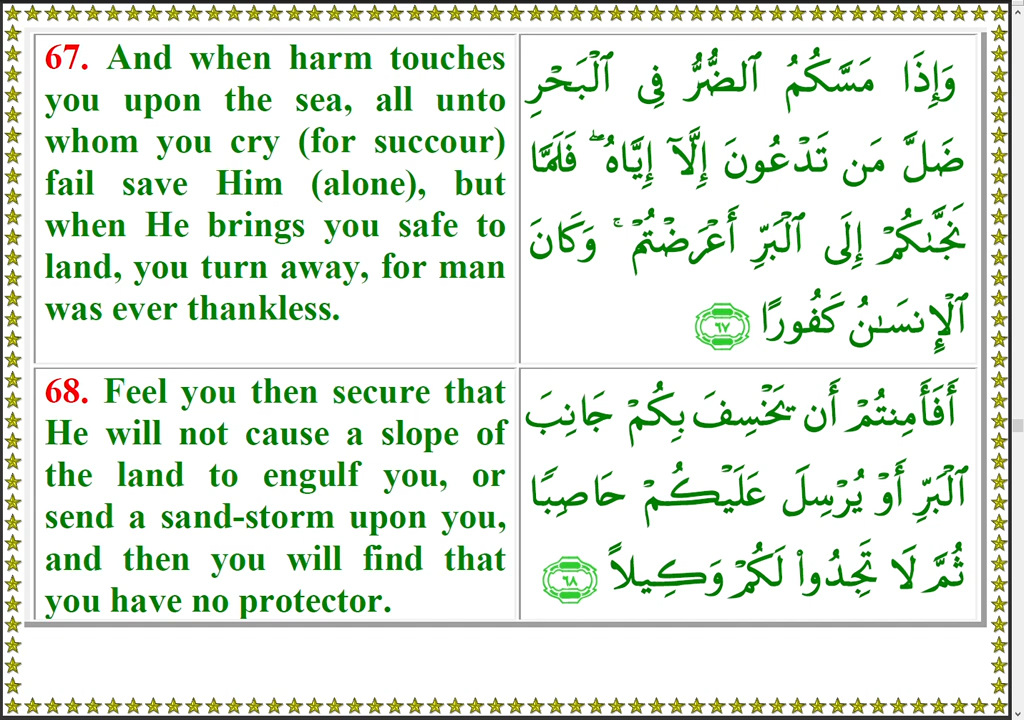 67. And when harm touches
you upon the sea, all unto
whom you cry (for succour)
fail save Him (alone), but
when He brings you safe to
land, you turn away, for man
was ever thankless.
وَإِذَا مَسَّكُمُ ٱلضُّرُّ فِى ٱلْبَحْرِ
ضَلَّ مَن تَدْعُونَ إِلَّآ إِيَّاهُ ۖ فَلَمَّا
نَجَّىٰكُمْ إِلَى ٱلْبَرِّ أَعْرَضْتُمْ ۚ وَكَانَ
ٱلْإِنسَـٰنُ كَفُورًا ٦٧
68. Feel you then secure that
He will not cause a slope of
the land to engulf you, or
send a sand-storm upon you,
and then you will find that
you have no protector.
أَفَأَمِنتُمْ أَن يَخْسِفَ بِكُمْ جَانِبَ
ٱلْبَرِّ أَوْ يُرْسِلَ عَلَيْكُمْ حَاصِبًا
ثُمَّ لَا تَجِدُوا۟ لَكُمْ وَكِيلاً ٦٨